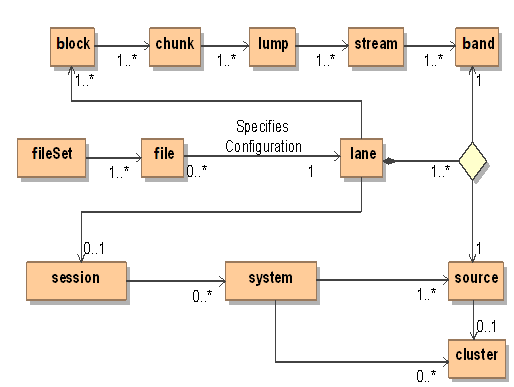 block
chunk
lump
stream
band
1..*
1..*
1..*
1..*
1..*
1
Specifies
Configuration
fileSet
file
lane
1..*
0..*
1
1..*
0..1
1
session
system
source
0..*
1..*
0..1
cluster
0..*